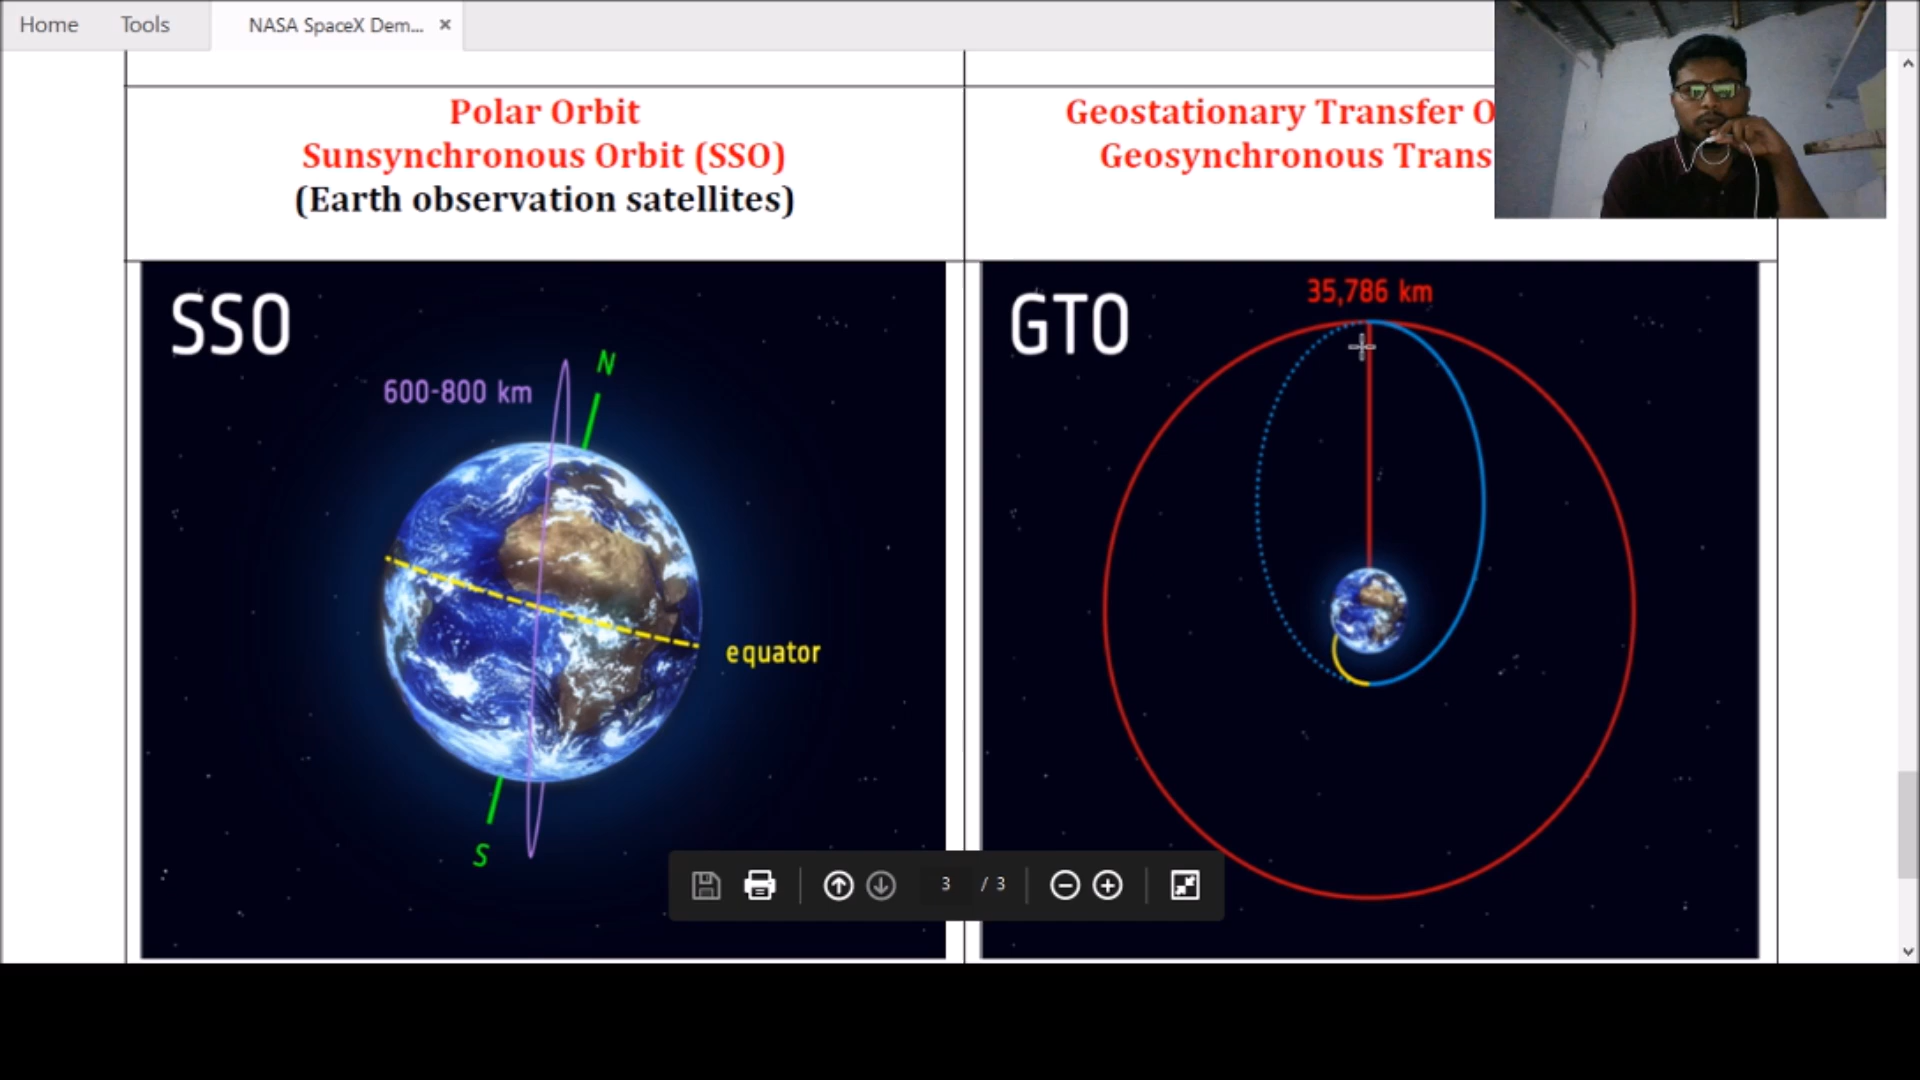 Home
Tools
NASA SpaceX Dem...
Polar Orbit
Sunsynchronous Orbit (SSO)
(Earth observation satellites)
Geostationary Transfer O
Geosynchronous Trans
SSO
600-800 km
N
equator
S
GTO
35,786 km
3 / 3